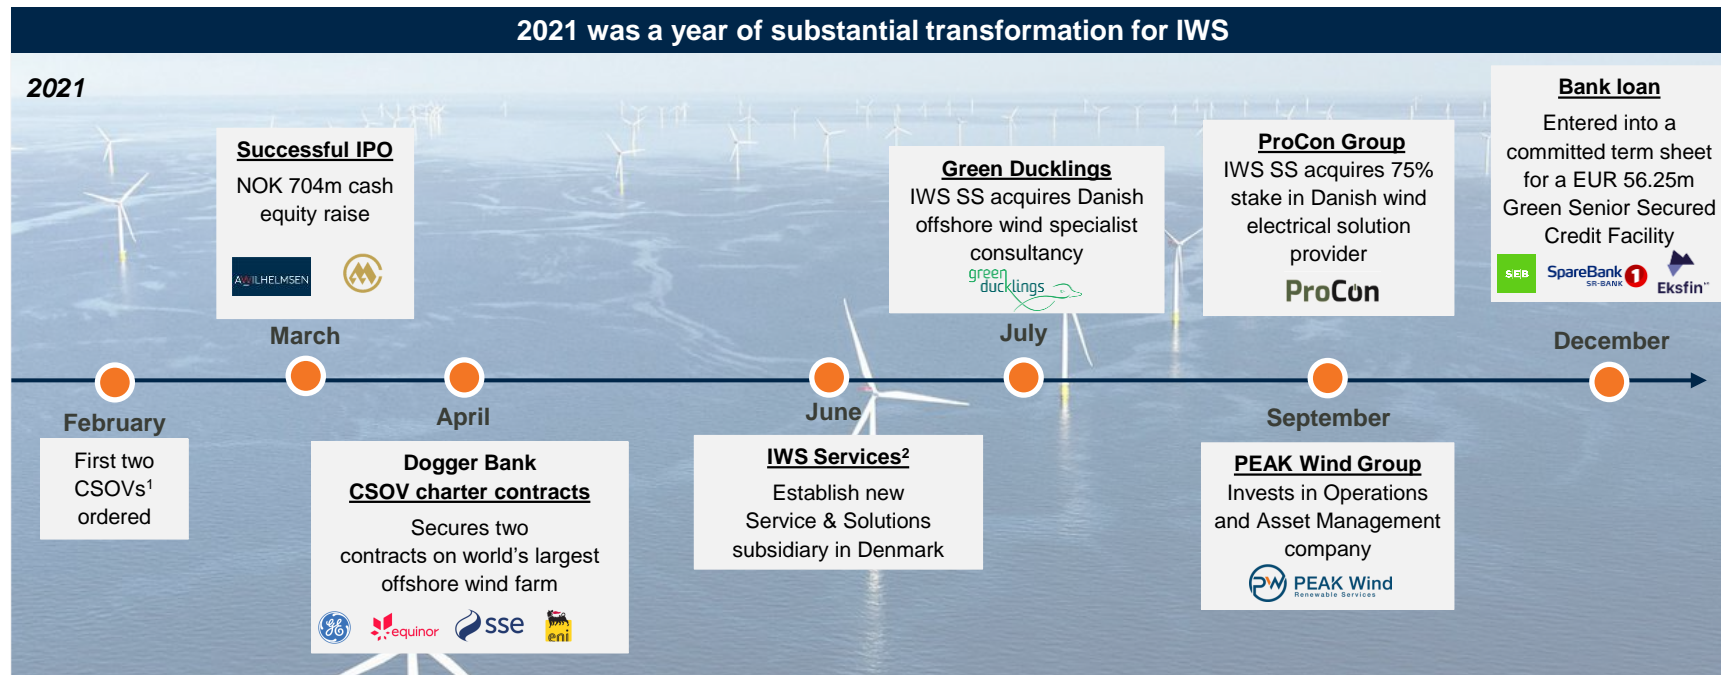 2021 was a year of substantial transformation for IWS
2021
Successful IPO
NOK 704m cash
equity raise
AWILHELMSEN
March
Green Ducklings
IWS SS acquires Danish
offshore wind specialist
consultancy
green
ducklings
July
ProCon Group
IWS SS acquires 75%
stake in Danish wind
electrical solution
provider
ProCon
Bank loan
Entered into a
committed term sheet
for a EUR 56.25m
Green Senior Secured
Credit Facility
SEB
SpareBank 1
SR-BANK
Eksfin
December
February
First two
CSOVs¹
ordered
April
Dogger Bank
CSOV charter contracts
Secures two
contracts on world's largest
offshore wind farm
GE
equinor
sse
eni
June
IWS Services²
Establish new
Service & Solutions
subsidiary in Denmark
September
PEAK Wind Group
Invests in Operations
and Asset Management
company
PW
PEAK Wind
Renewable Services